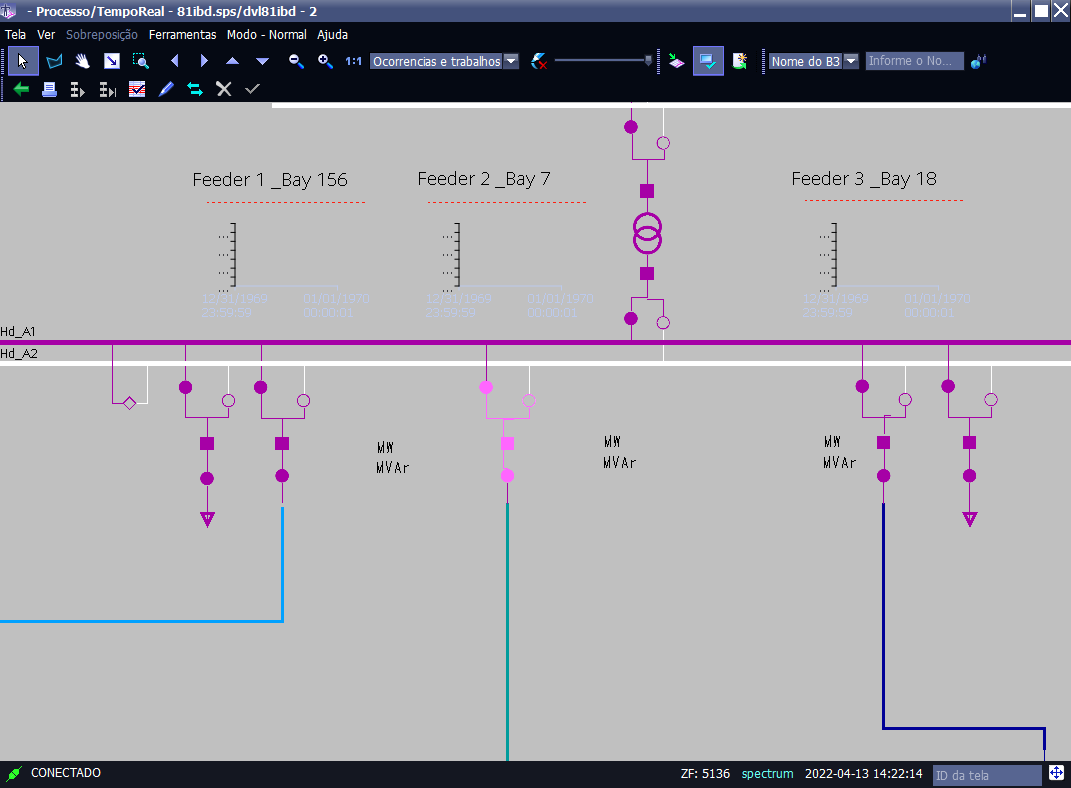 - Processo/TempoReal - 81ibd.sps/dvl81ibd - 2
Tela Ver Sobreposição Ferramentas Modo - Normal Ajuda
1:1 Ocorrencias e trabalhos Nome do B3 Informe o No...
Feeder 1 _Bay 156 Feeder 2 _Bay 7 Feeder 3 _Bay 18
12/31/1969 01/01/1970 12/31/1969 01/01/1970 12/31/1969 01/01/1970
23:59:59 00:00:01 23:59:59 00:00:01 23:59:59 00:00:01
Hd_A1
Hd_A2
MW MW MW
MVAr MVAr MVAr
CONECTADO ZF: 5136 spectrum 2022-04-13 14:22:14 ID da tela